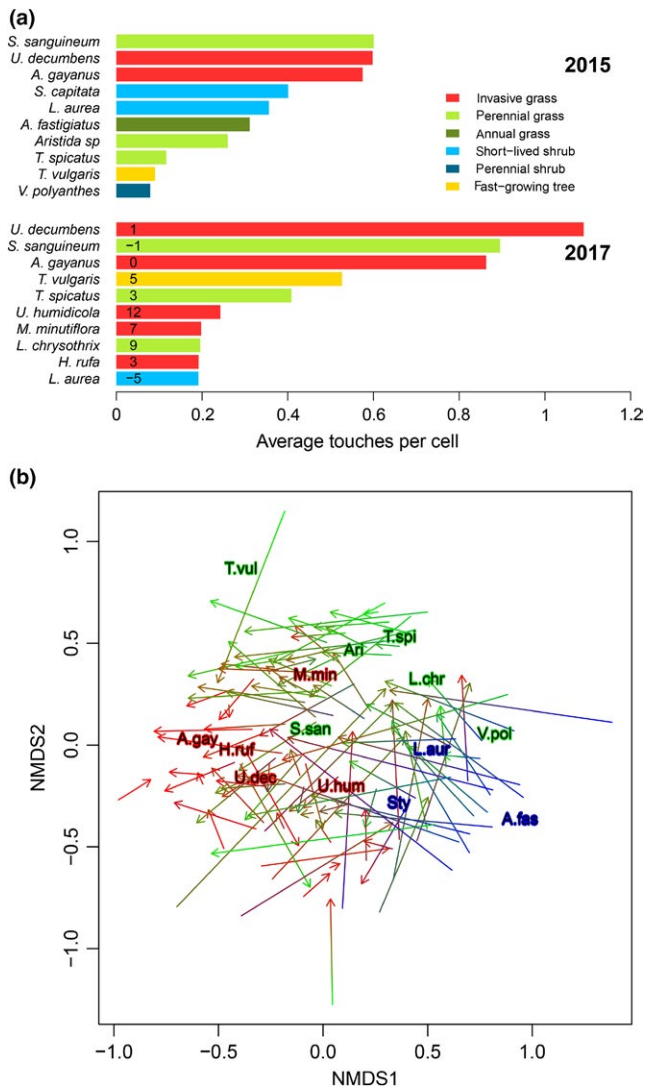 (a)
S. sanguineum
U. decumbens
A. gayanus
S. capitata
L. aurea
A. fastigiatus
Aristida sp
T. spicatus
T. vulgaris
V. polyanthes
2015
Invasive grass
Perennial grass
Annual grass
Short-lived shrub
Perennial shrub
Fast-growing tree
U. decumbens 1
S. sanguineum −1
A. gayanus 0
T. vulgaris 5
T. spicatus 3
U. humidicola 12
M. minutiflora 7
L. chrysothrix 9
H. rufa 3
L. aurea −5
2017
0 0.2 0.4 0.6 0.8 1 1.2
Average touches per cell
(b)
NMDS2
1.0
0.5
0.0
−0.5
−1.0
T.vul
T.spi
Ari
M.min
L.chr
S.san
V.pol
A.gay
H.ruf
L.aur
U.dec
U.hum
Sty
A.fas
−1.0 −0.5 0.0 0.5 1.0
NMDS1